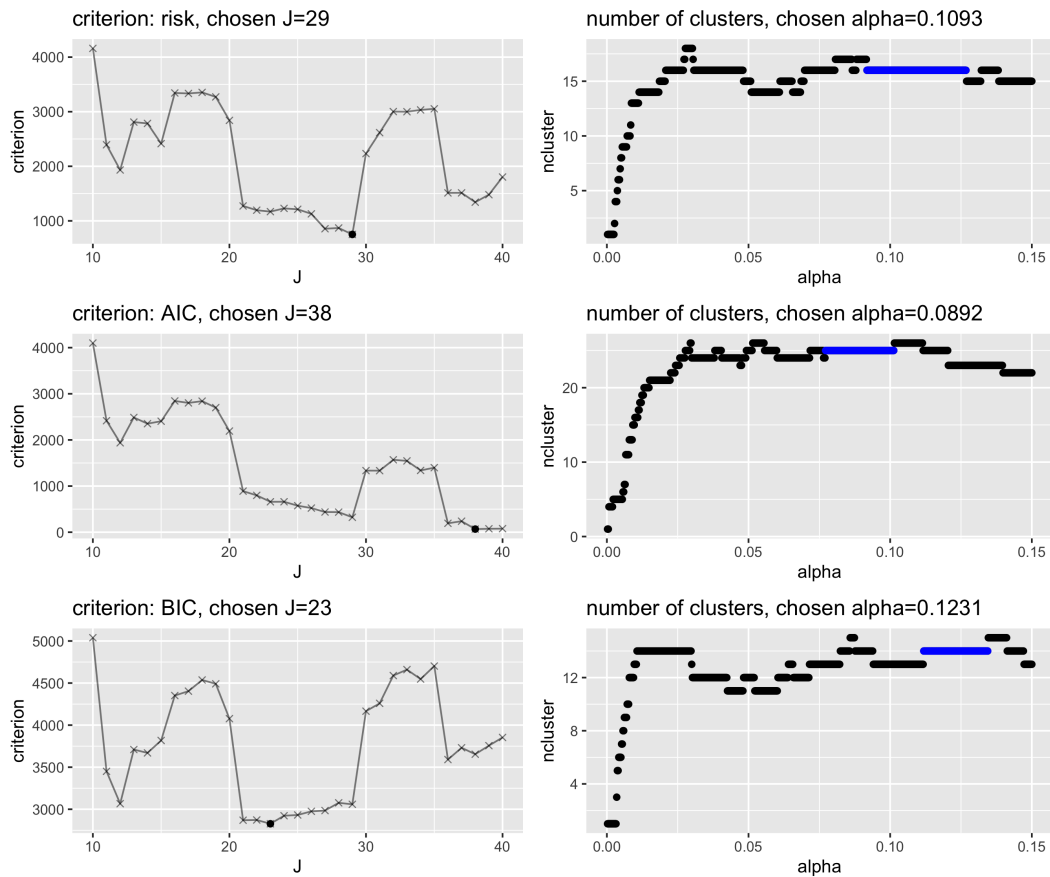 criterion: risk, chosen J=29
criterion
4000
3000
2000
1000
10 20 30 40
J
number of clusters, chosen alpha=0.1093
ncluster
15
10
5
0.00 0.05 0.10 0.15
alpha
criterion: AIC, chosen J=38
criterion
4000
3000
2000
1000
0
10 20 30 40
J
number of clusters, chosen alpha=0.0892
ncluster
20
10
0
0.00 0.05 0.10 0.15
alpha
criterion: BIC, chosen J=23
criterion
5000
4500
4000
3500
3000
10 20 30 40
J
number of clusters, chosen alpha=0.1231
ncluster
12
8
4
0.00 0.05 0.10 0.15
alpha